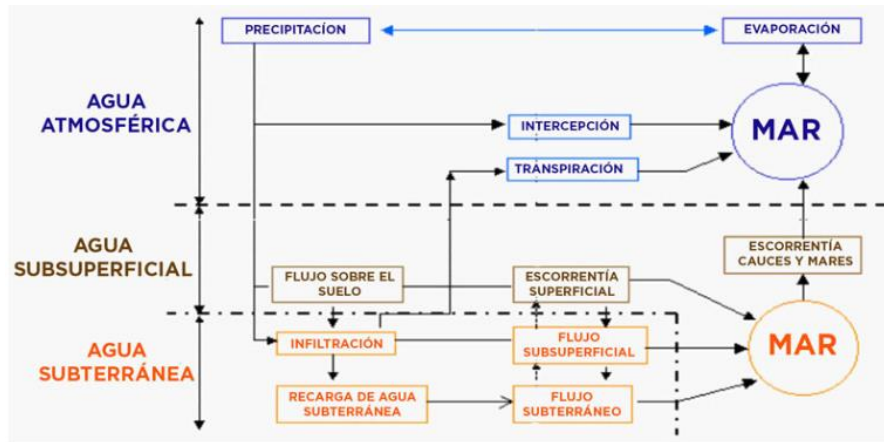 PRECIPITACÍON
EVAPORACIÓN
AGUA
ATMOSFÉRICA
INTERCEPCIÓN
MAR
TRANSPIRACIÓN
AGUA
SUBSUPERFICIAL
FLUJO SOBRE EL
SUELO
ESCORRENTÍA
SUPERFICIAL
ESCORRENTÍA
CAUCES Y MARES
AGUA
SUBTERRÁNEA
INFILTRACIÓN
FLUJO
SUBSUPERFICIAL
MAR
RECARGA DE AGUA
SUBTERRÁNEA
FLUJO
SUBTERRÁNEO